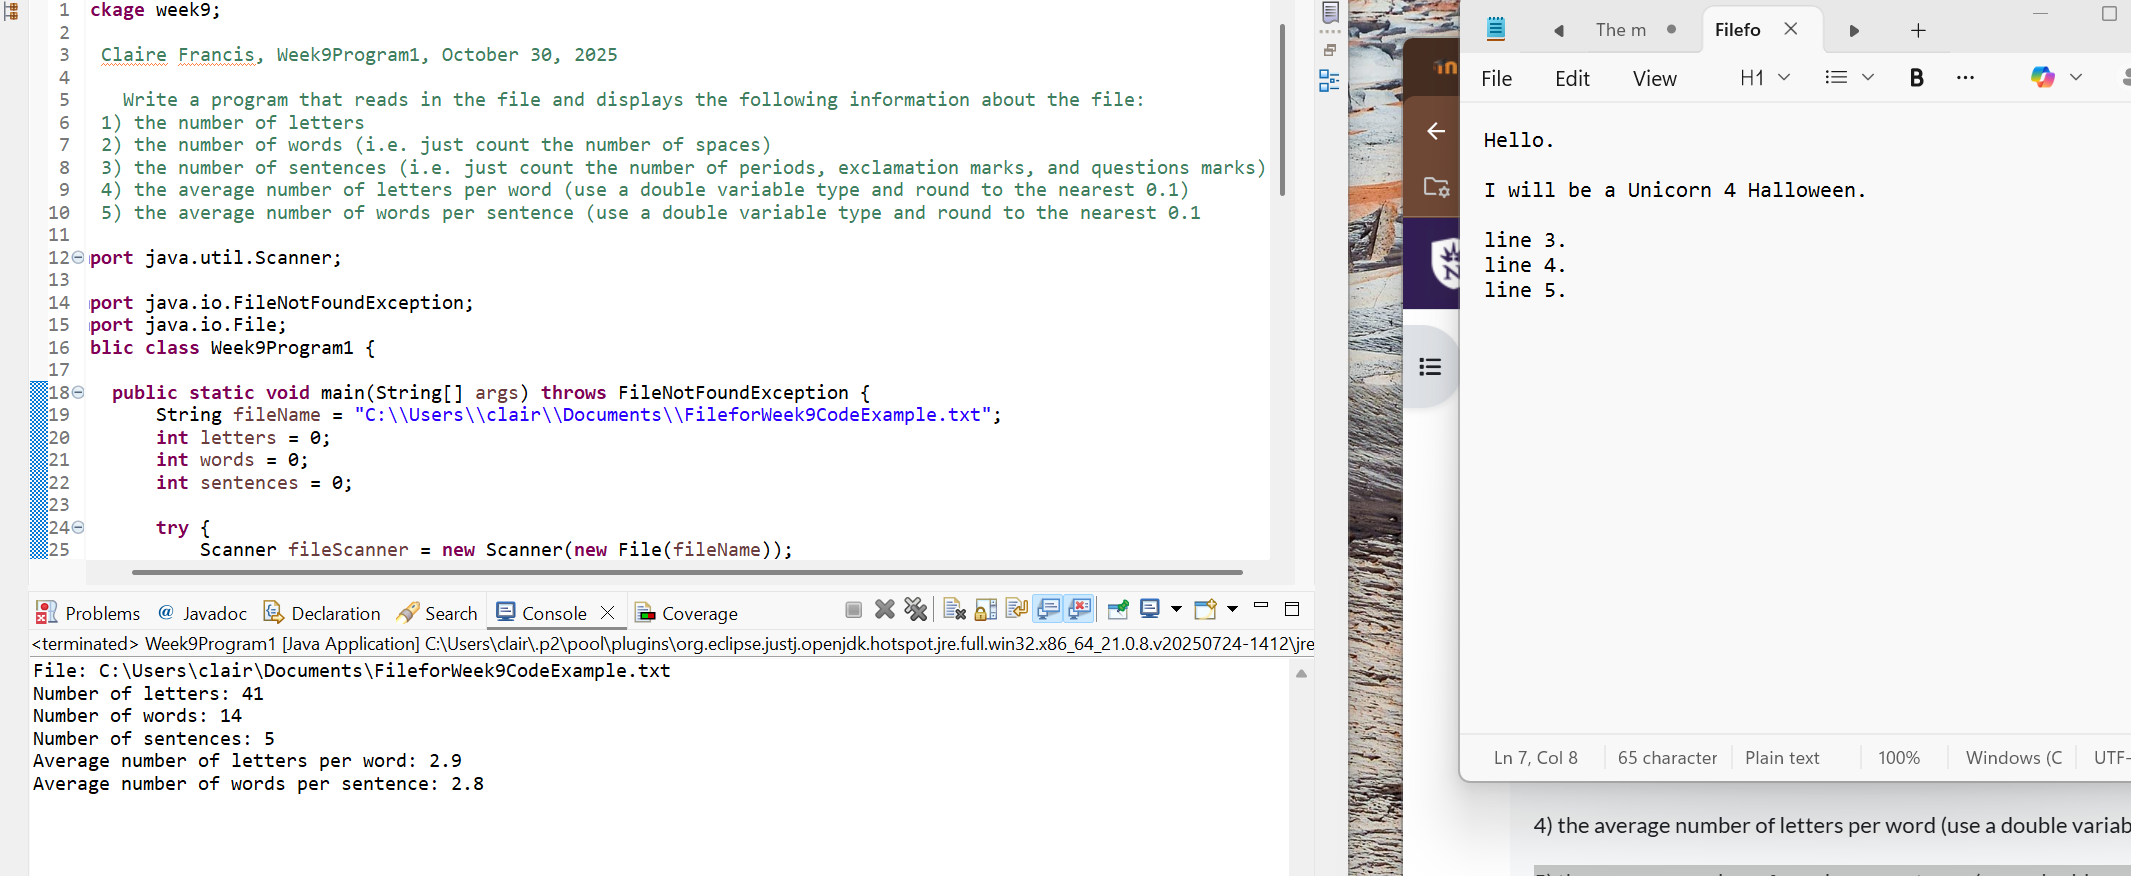 1 ckage week9;
2
3 Claire Francis, Week9Program1, October 30, 2025
4
5 Write a program that reads in the file and displays the following information about the file:
6 1) the number of letters
7 2) the number of words (i.e. just count the number of spaces)
8 3) the number of sentences (i.e. just count the number of periods, exclamation marks, and questions marks)
9 4) the average number of letters per word (use a double variable type and round to the nearest 0.1)
10 5) the average number of words per sentence (use a double variable type and round to the nearest 0.1
11
12 port java.util.Scanner;
13
14 port java.io.FileNotFoundException;
15 port java.io.File;
16 blic class Week9Program1 {
17
18 public static void main(String[] args) throws FileNotFoundException {
19 String fileName = "C:\\Users\\clair\\Documents\\FileforWeek9CodeExample.txt";
20 int letters = 0;
21 int words = 0;
22 int sentences = 0;
23
24 try {
25 Scanner fileScanner = new Scanner(new File(fileName));
Problems @ Javadoc Declaration Search Console Coverage
<terminated> Week9Program1 [Java Application] C:\Users\clair\.p2\pool\plugins\org.eclipse.justj.openjdk.hotspot.jre.full.win32.x86_64_21.0.8.v20250724-1412\jre
File: C:\Users\clair\Documents\FileforWeek9CodeExample.txt
Number of letters: 41
Number of words: 14
Number of sentences: 5
Average number of letters per word: 2.9
Average number of words per sentence: 2.8
The m Filefo
File Edit View H1 B ...
Hello.
I will be a Unicorn 4 Halloween.
line 3.
line 4.
line 5.
Ln 7, Col 8 65 character Plain text 100% Windows (C UTF-
4) the average number of letters per word (use a double variab